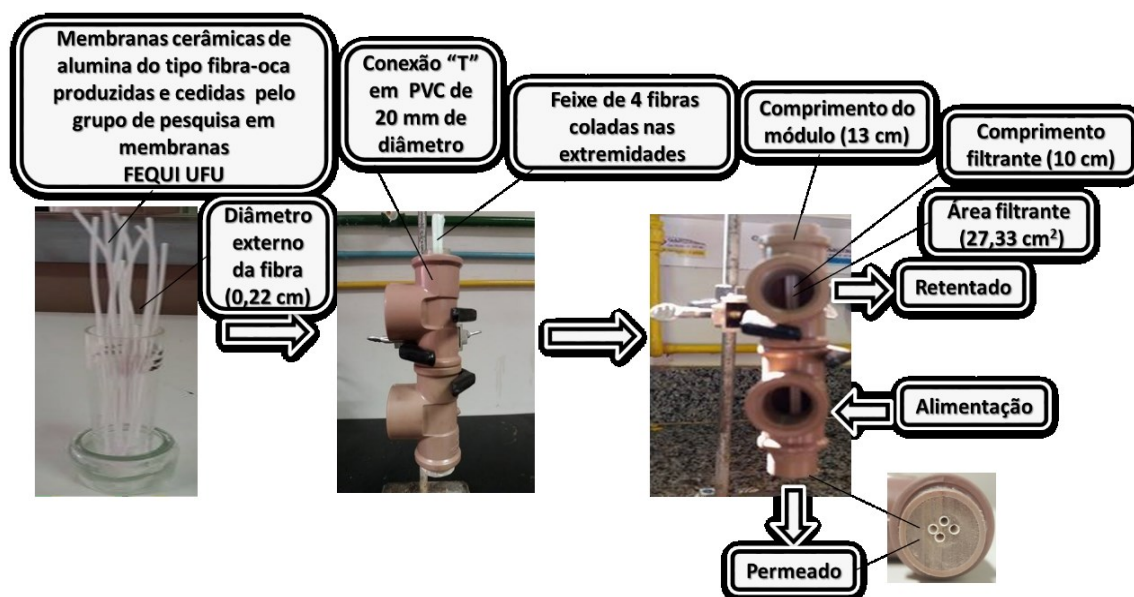 Membranas cerâmicas de
alumina do tipo fibra-oca
produzidas e cedidas pelo
grupo de pesquisa em
membranas
FEQUI UFU
Diâmetro
externo
da fibra
(0,22 cm)
Conexão “T”
em PVC de
20 mm de
diâmetro
Feixe de 4 fibras
coladas nas
extremidades
Comprimento do
módulo (13 cm)
Comprimento
filtrante (10 cm)
Área filtrante
(27,33 cm²)
Retentado
Alimentação
Permeado